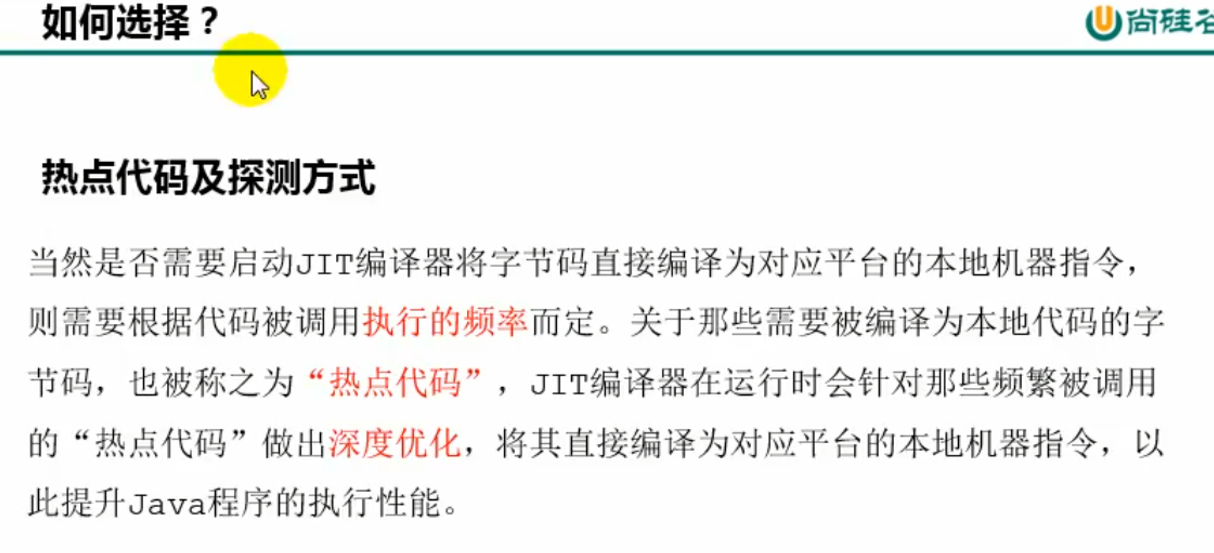 如何选择？
尚硅谷
热点代码及探测方式
当然是否需要启动JIT编译器将字节码直接编译为对应平台的本地机器指令，
则需要根据代码被调用执行的频率而定。关于那些需要被编译为本地代码的字
节码，也被称之为“热点代码”，JIT编译器在运行时会针对那些频繁被调用
的“热点代码”做出深度优化，将其直接编译为对应平台的本地机器指令，以
此提升Java程序的执行性能。